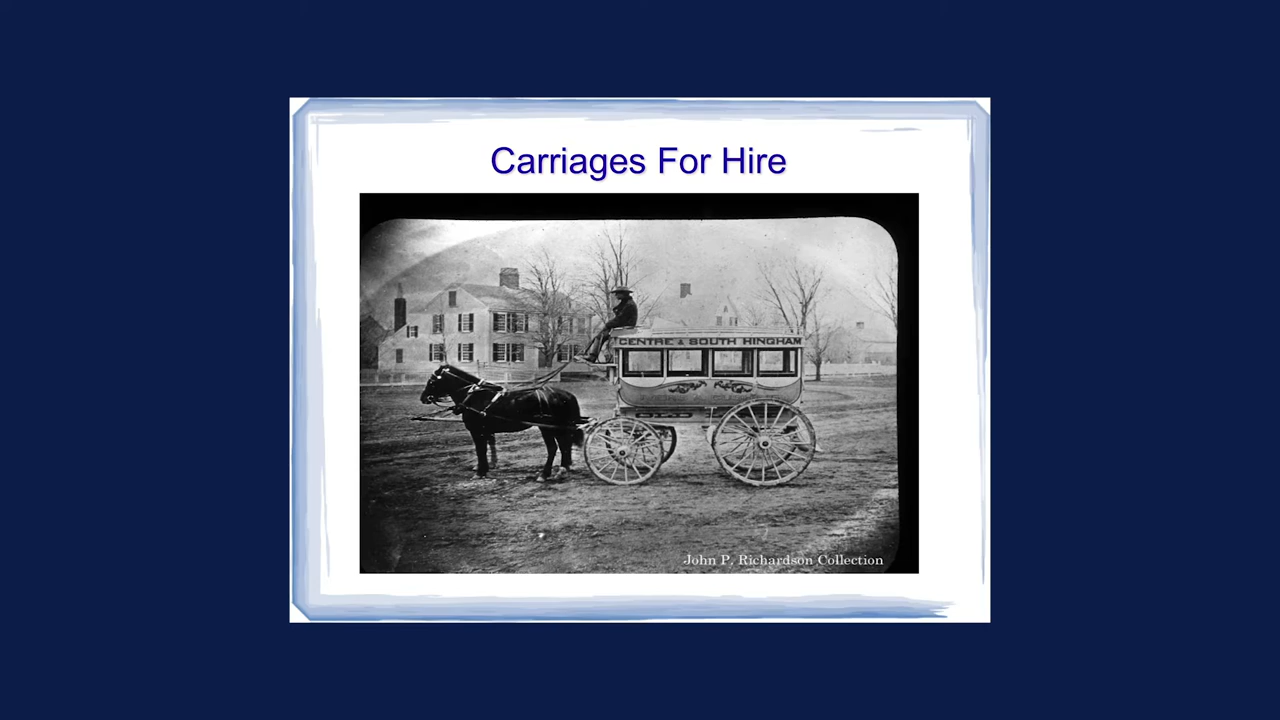 Carriages For Hire
CENTRE & SOUTH HINGHAM
John P. Richardson Collection